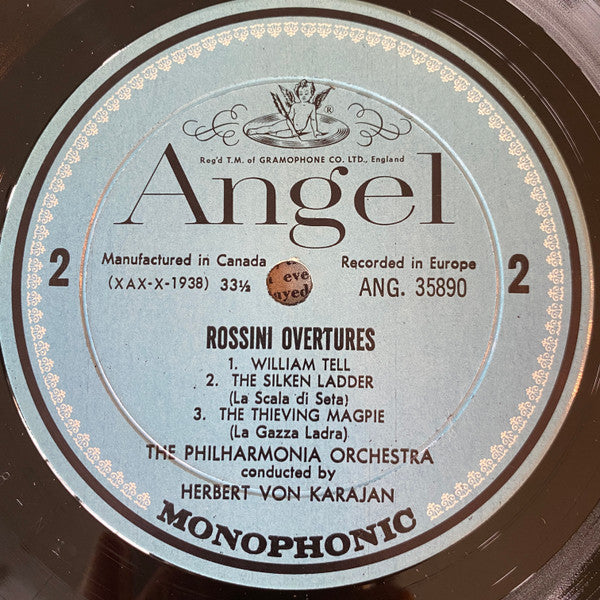 ®
Reg'd T.M. of GRAMOPHONE CO. LTD., England
Angel
Manufactured in Canada
Recorded in Europe
2
(XAX-X-1938) 33⅓
eve
ayed
ANG. 35890
2
ROSSINI OVERTURES
1. WILLIAM TELL
2. THE SILKEN LADDER
(La Scala di Seta)
3. THE THIEVING MAGPIE
(La Gazza Ladra)
THE PHILHARMONIA ORCHESTRA
conducted by
HERBERT VON KARAJAN
MONOPHONIC